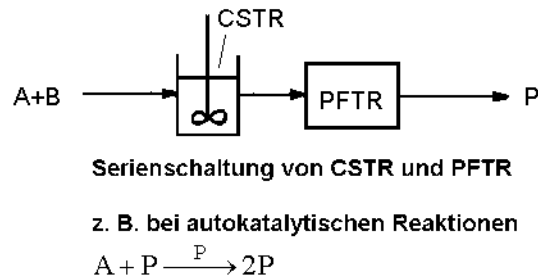 CSTR
A+B
PFTR
P
Serienschaltung von CSTR und PFTR
z. B. bei autokatalytischen Reaktionen
A + P —P→ 2P